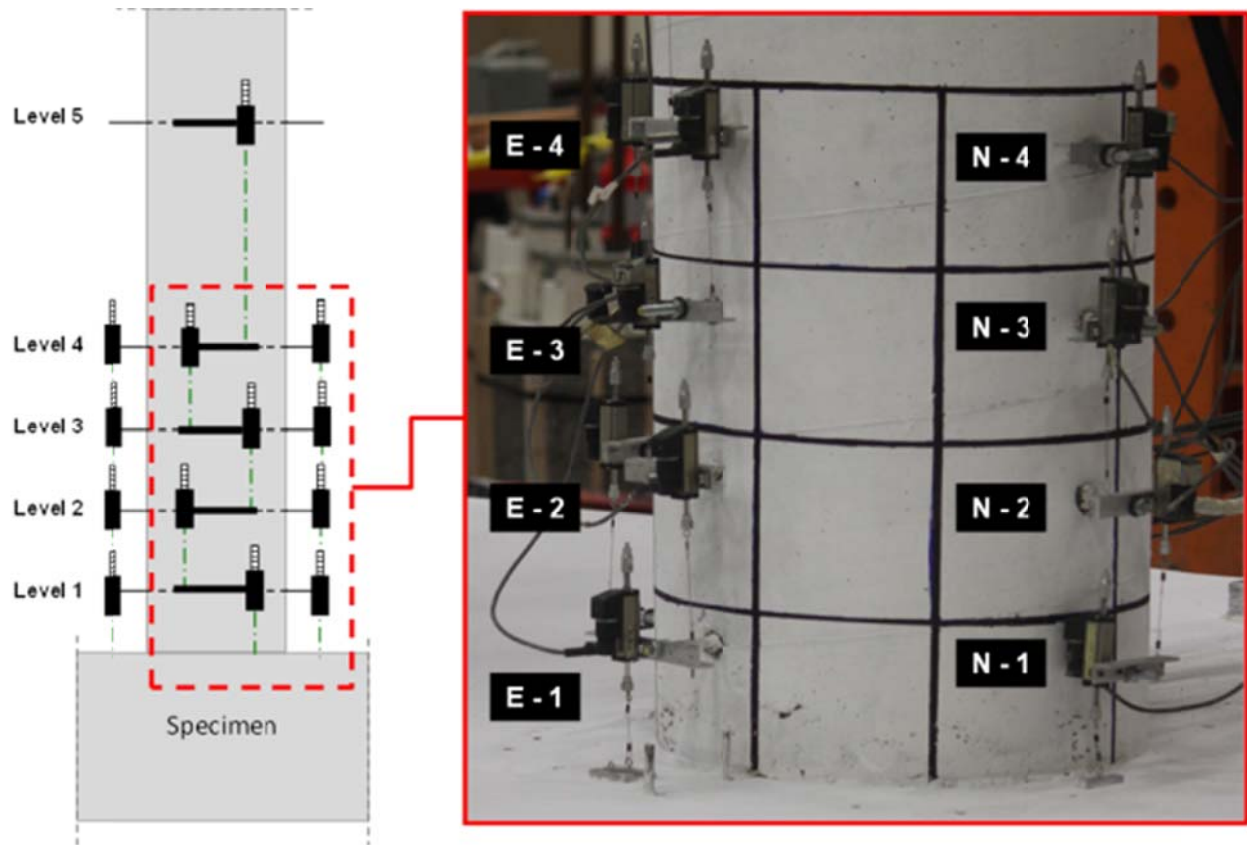 Level 5
Level 4
Level 3
Level 2
Level 1
Specimen
E - 4
N - 4
E - 3
N - 3
E - 2
N - 2
E - 1
N - 1